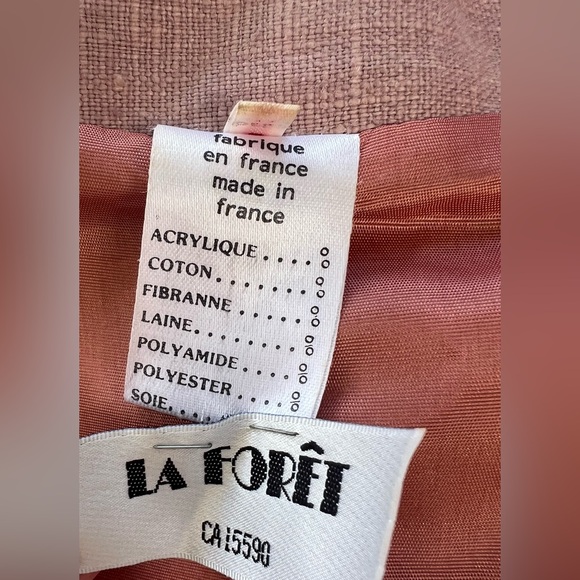 fabrique
en france
made in
france
ACRYLIQUE.... %
COTON....... %
FIBRANNE...... %
LAINE........ %
POLYAMIDE.... %
POLYESTER.... %
SOIE....
LA FORÊT
CA15590